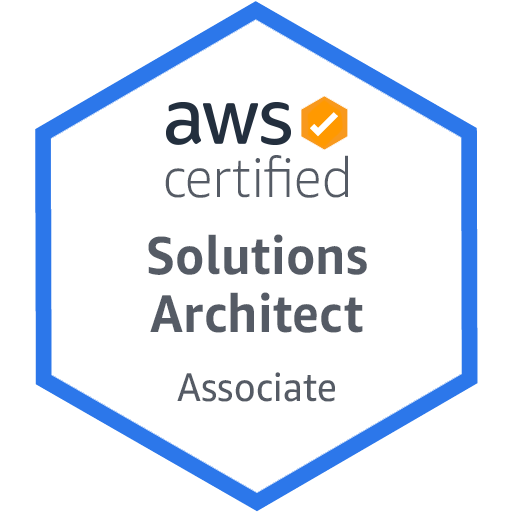 aws
certified
Solutions
Architect
Associate